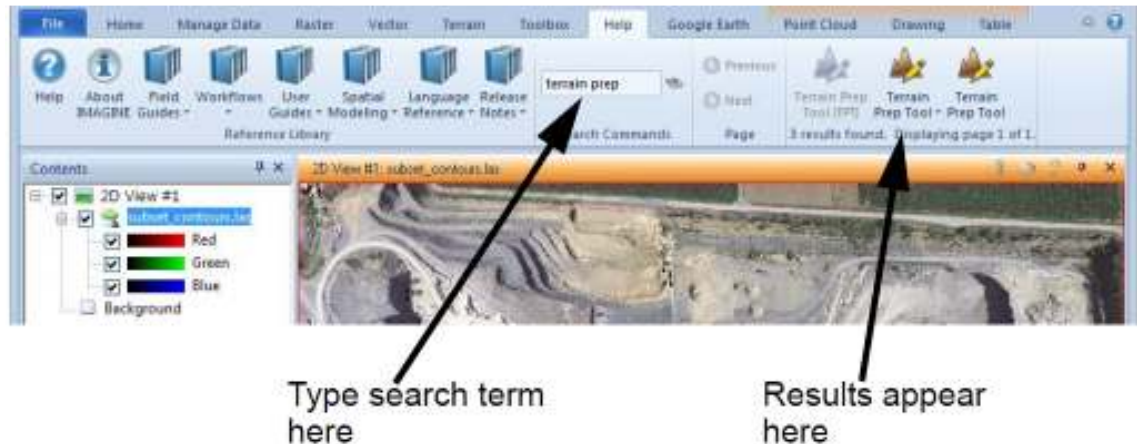 File Home Manage Data Raster Vector Terrain Toolbox Help Google Earth Point Cloud Drawing Table
Help About IMAGINE Field Guides Workflows User Guides Spatial Modeling Language Reference Release Notes
Reference Library
terrain prep
Search Commands
Previous
Next
Page
Terrain Prep Tool (FPI) Terrain Prep Tool Terrain Prep Tool
3 results found. Displaying page 1 of 1.
Contents
2D View #1
subset_contours.las
Red
Green
Blue
Background
2D View #1: subset_contours.las
Type search term
here
Results appear
here